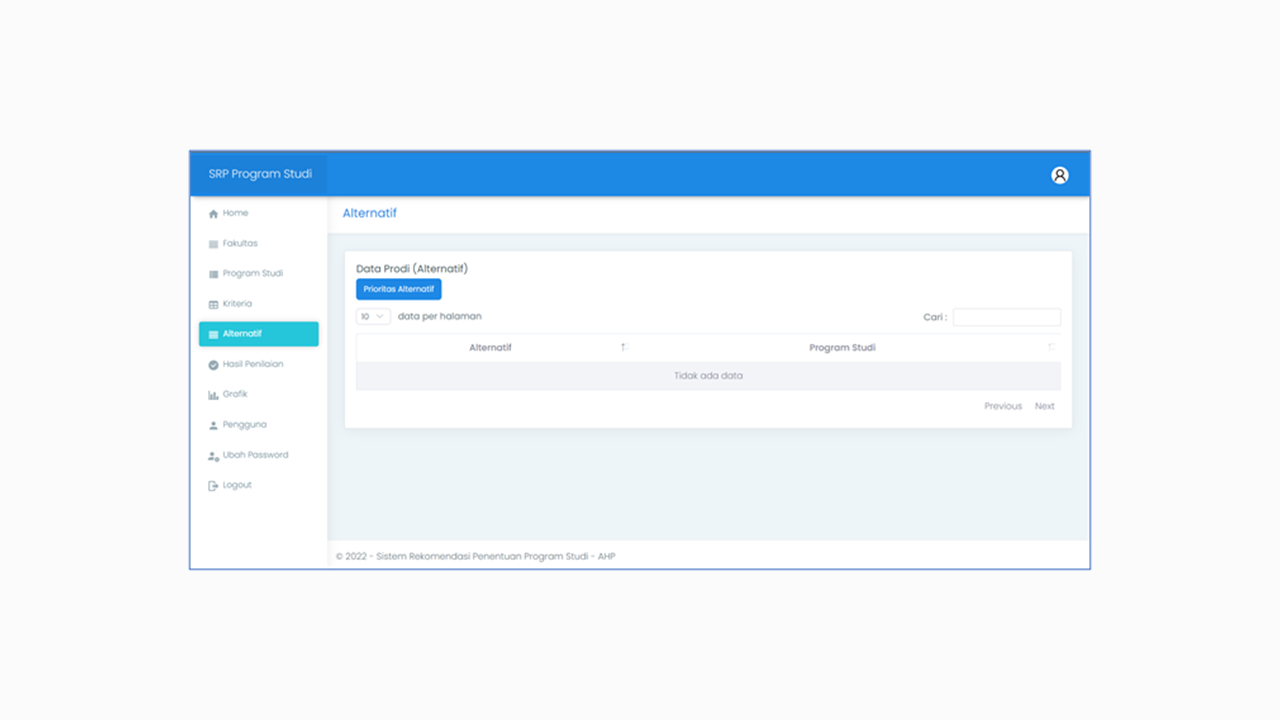 SRP Program Studi
Home
Fakultas
Program Studi
Kriteria
Alternatif
Hasil Penilaian
Grafik
Pengguna
Ubah Password
Logout
Alternatif
Data Prodi (Alternatif)
Prioritas Alternatif
10 data per halaman
Cari :
Alternatif Program Studi
Tidak ada data
Previous Next
© 2022 - Sistem Rekomendasi Penentuan Program Studi - AHP